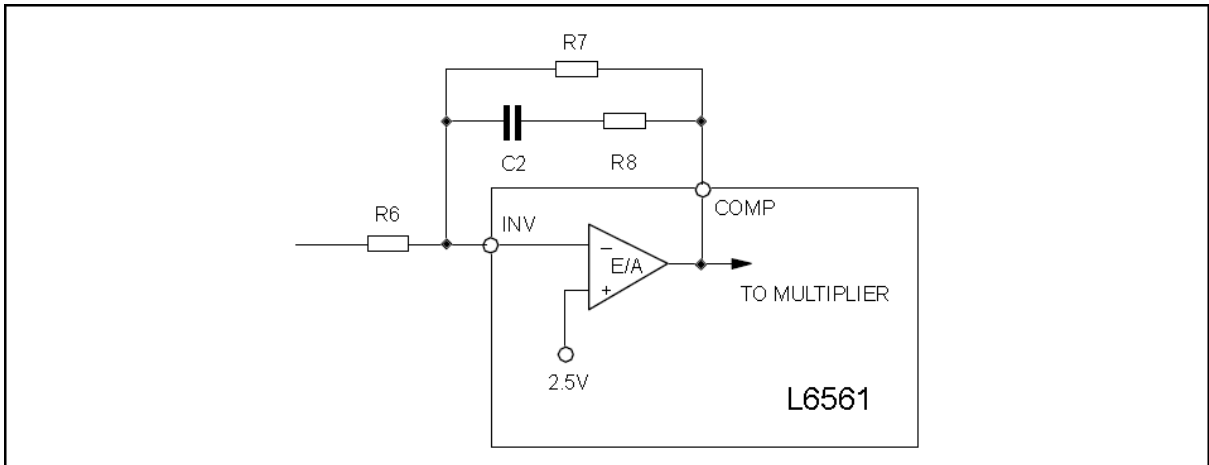 R7
C2
R8
R6
INV
COMP
E/A
−
+
TO MULTIPLIER
2.5V
L6561